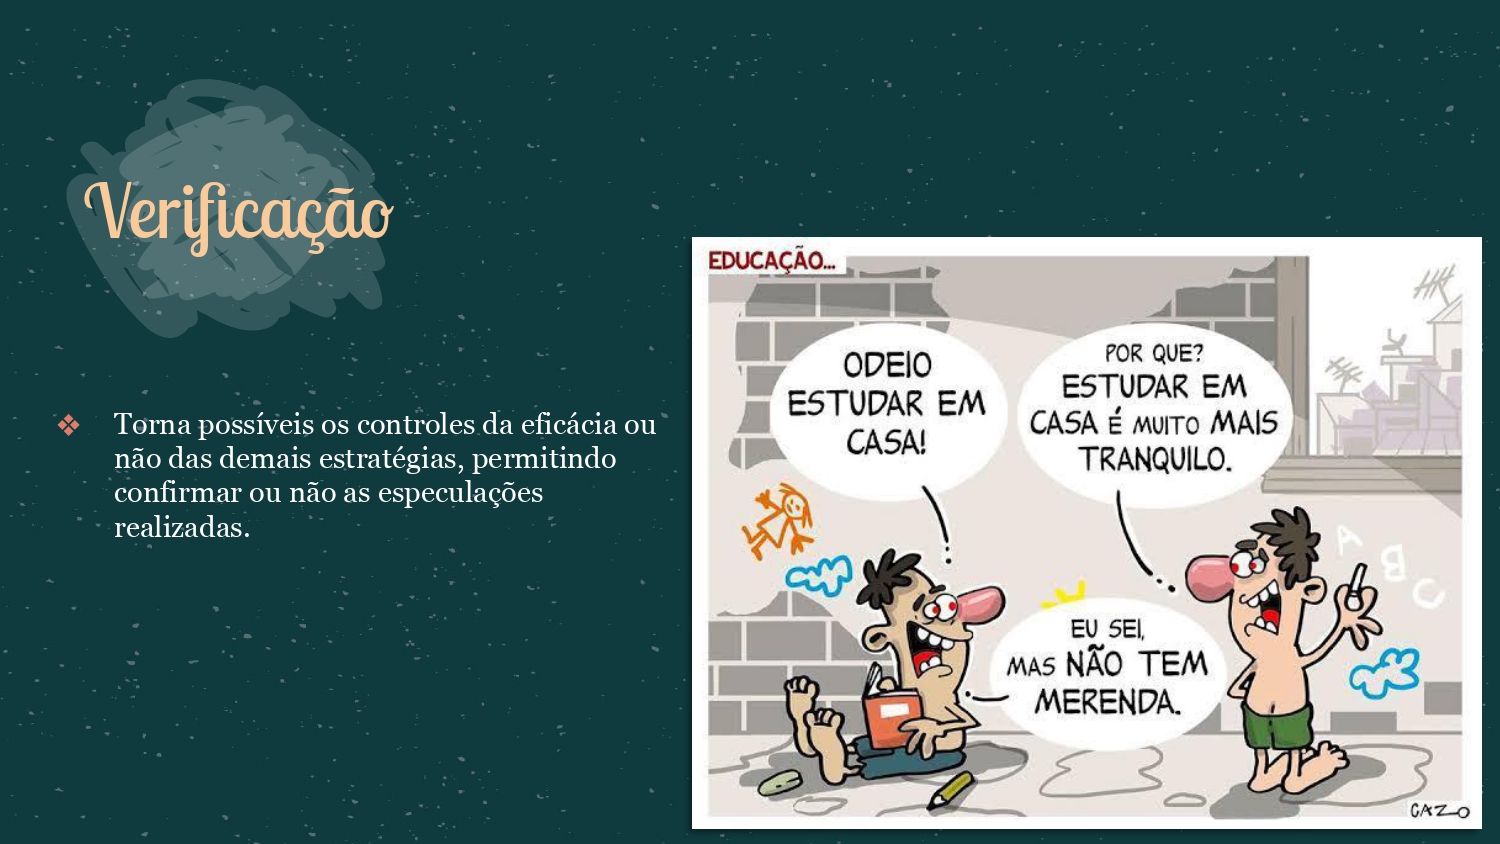 Verificação
❖ Torna possíveis os controles da eficácia ou
não das demais estratégias, permitindo
confirmar ou não as especulações
realizadas.
EDUCAÇÃO...
ODEIO
ESTUDAR EM
CASA!
POR QUE?
ESTUDAR EM
CASA É MUITO MAIS
TRANQUILO.
A B C
EU SEI,
MAS NÃO TEM
MERENDA.
CAZO